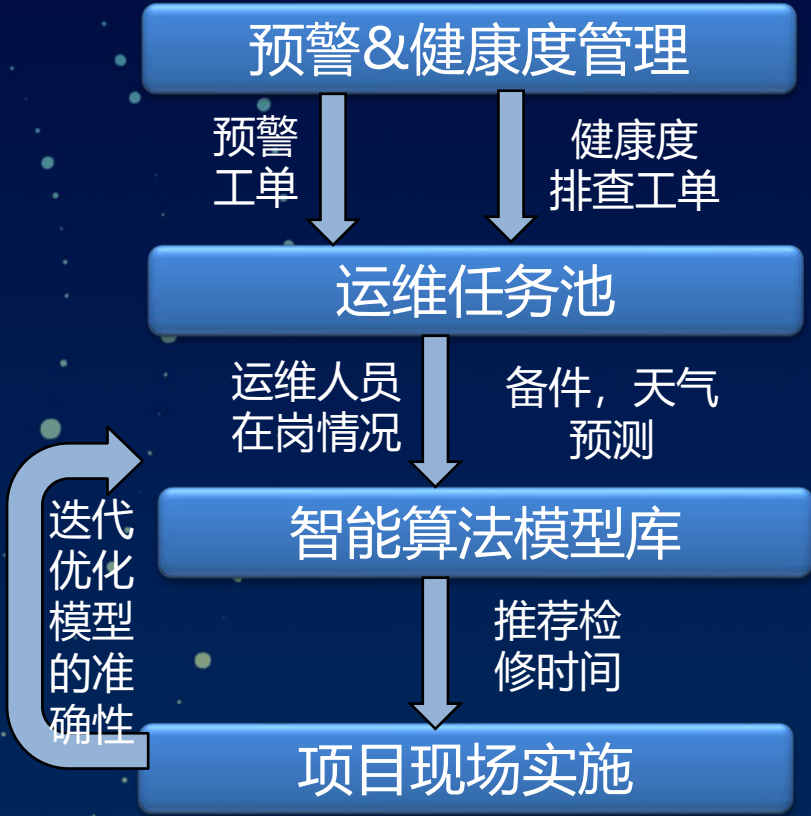 预警&健康度管理
预警
工单
健康度
排查工单
运维任务池
运维人员
在岗情况
备件，天气
预测
智能算法模型库
迭代
优化
模型
的准
确性
推荐检
修时间
项目现场实施